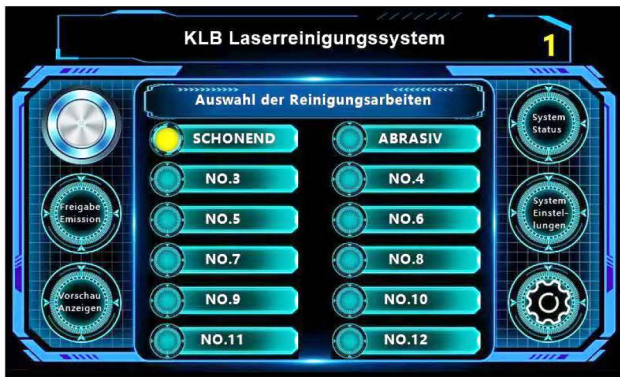 KLB Laserreinigungssystem
1
Auswahl der Reinigungsarbeiten
SCHONEND
ABRASIV
NO.3
NO.4
NO.5
NO.6
NO.7
NO.8
NO.9
NO.10
NO.11
NO.12
Freigabe
Emission
Vorschau
Anzeigen
System
Status
System
Einstel-
lungen